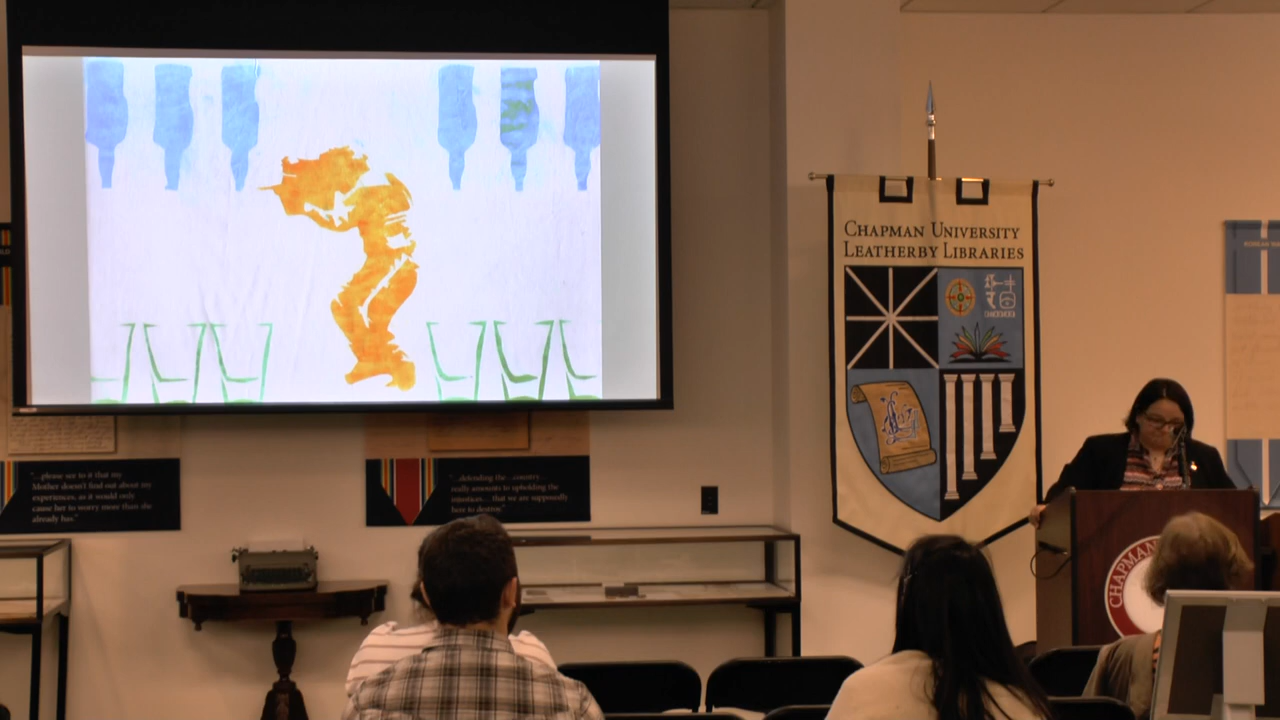 CHAPMAN UNIVERSITY
LEATHERBY LIBRARIES
"...please see to it that my
Mother doesn't find out about my
experiences, as it would only
cause her to worry more than she
already has."
"...defending the...country
really amounts to upholding the
... that we are supposedly
here to destroy."
CHAPMAN